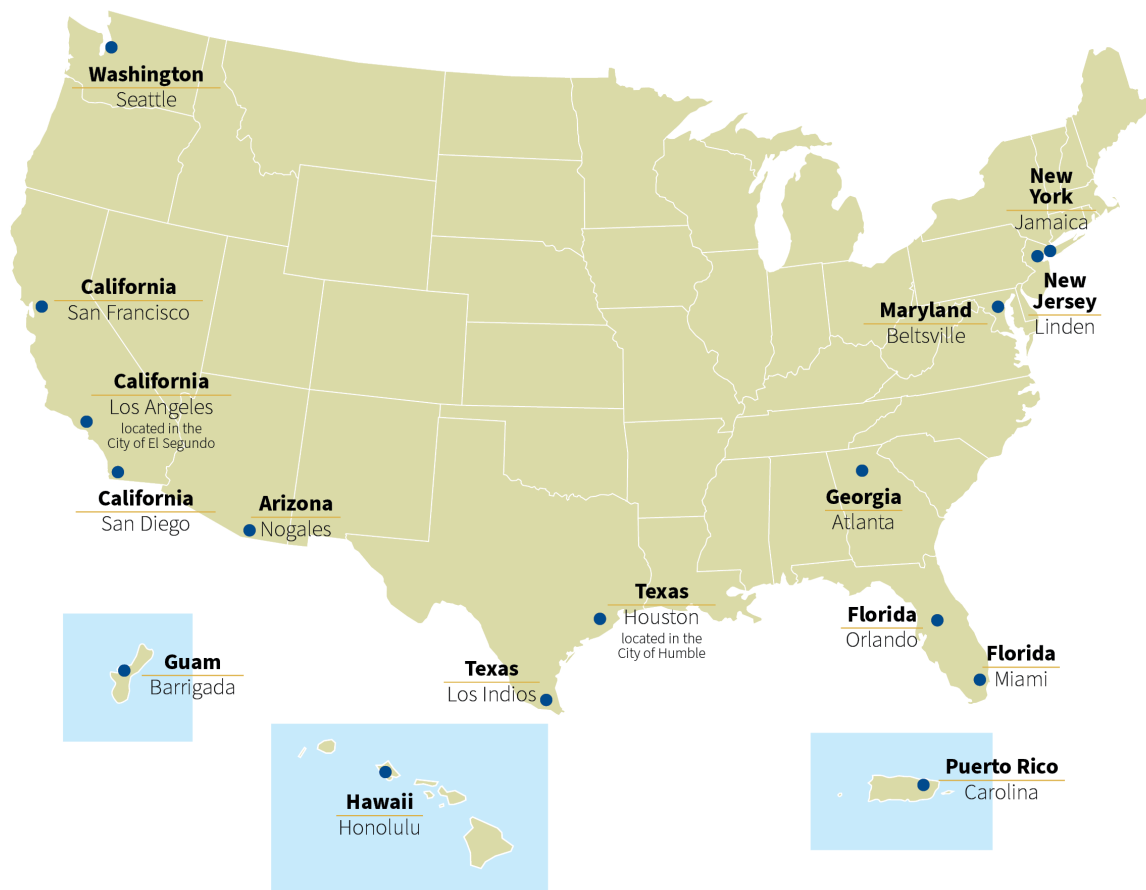 Washington
Seattle
New
York
Jamaica
California
San Francisco
New
Jersey
Linden
Maryland
Beltsville
California
Los Angeles
located in the
City of El Segundo
California
San Diego
Arizona
Nogales
Georgia
Atlanta
Texas
Houston
located in the
City of Humble
Florida
Orlando
Florida
Miami
Guam
Barrigada
Texas
Los Indios
Hawaii
Honolulu
Puerto Rico
Carolina